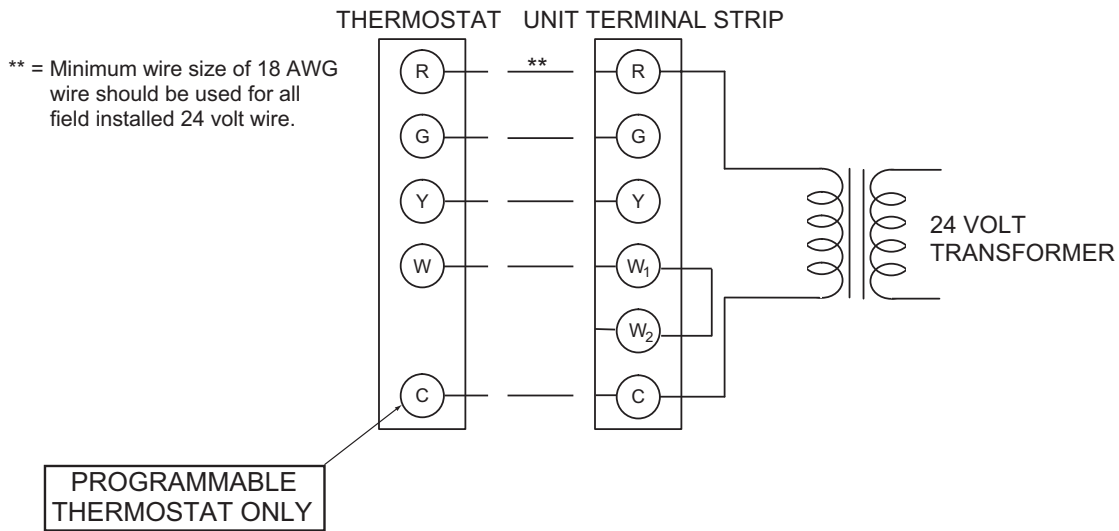 THERMOSTAT UNIT TERMINAL STRIP
** = Minimum wire size of 18 AWG
wire should be used for all
field installed 24 volt wire.
R ** R
G G
Y Y
W W1
W2
C C
24 VOLT
TRANSFORMER
PROGRAMMABLE
THERMOSTAT ONLY